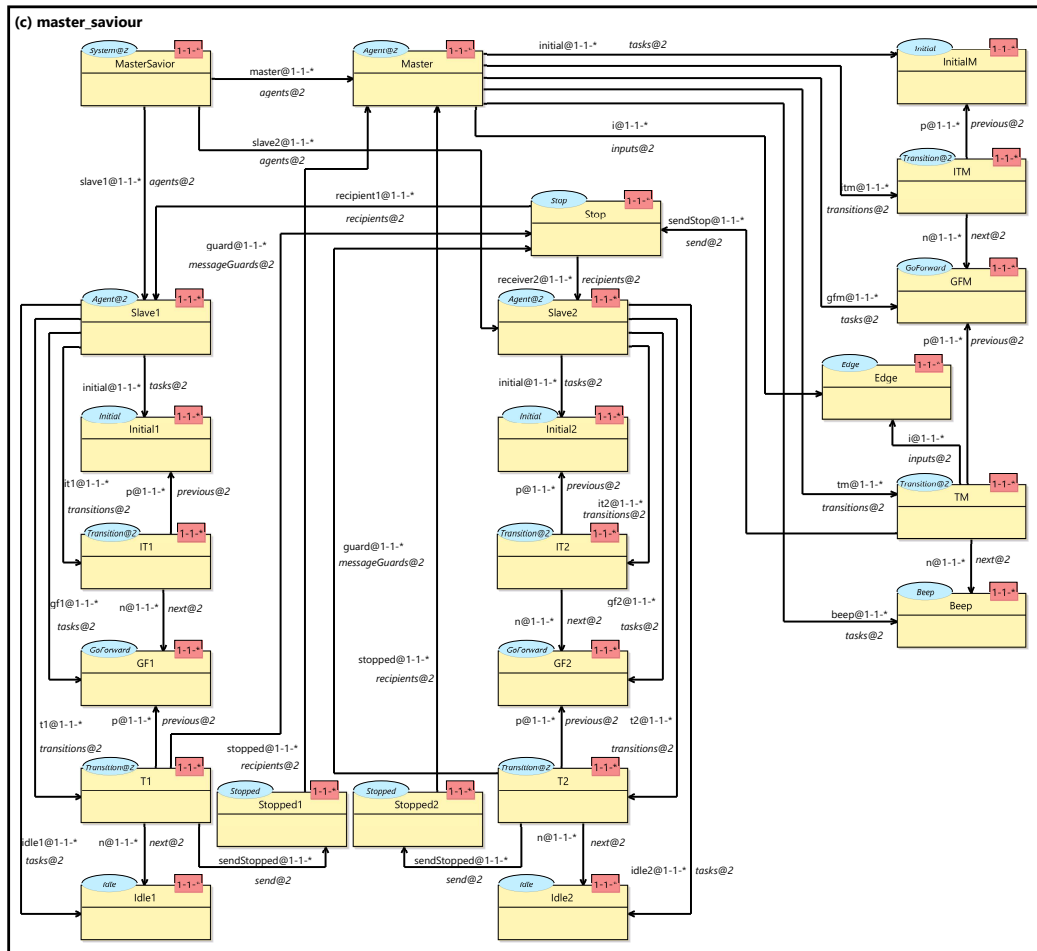 (c) master_saviour
System@2 1-1-*
MasterSavior
Agent@2 1-1-*
Master
Initial 1-1-*
InitialM
initial@1-1-* tasks@2
master@1-1-*
agents@2
i@1-1-*
inputs@2
p@1-1-* previous@2
slave2@1-1-*
agents@2
Transition@2 1-1-*
ITM
slave1@1-1-* agents@2
itm@1-1-*
transitions@2
recipient1@1-1-*
recipients@2
Stop 1-1-*
Stop
sendStop@1-1-*
send@2
n@1-1-* next@2
guard@1-1-*
messageGuards@2
GoForward 1-1-*
GFM
receiver2@1-1-* recipients@2
Agent@2 1-1-*
Slave1
Agent@2 1-1-*
Slave2
gfm@1-1-*
tasks@2
p@1-1-* previous@2
Edge 1-1-*
Edge
initial@1-1-* tasks@2
initial@1-1-* tasks@2
Initial 1-1-*
Initial1
Initial 1-1-*
Initial2
i@1-1-*
inputs@2
it1@1-1-*
transitions@2
p@1-1-* previous@2
p@1-1-* previous@2
it2@1-1-*
transitions@2
tm@1-1-*
transitions@2
Transition@2 1-1-*
TM
Transition@2 1-1-*
IT1
guard@1-1-*
messageGuards@2
Transition@2 1-1-*
IT2
n@1-1-* next@2
gf1@1-1-*
tasks@2
n@1-1-* next@2
n@1-1-* next@2
gf2@1-1-*
tasks@2
Beep 1-1-*
Beep
beep@1-1-*
tasks@2
GoForward 1-1-*
GF1
stopped@1-1-*
recipients@2
GoForward 1-1-*
GF2
t1@1-1-*
transitions@2
p@1-1-* previous@2
stopped@1-1-*
recipients@2
p@1-1-* previous@2
t2@1-1-*
transitions@2
Transition@2 1-1-*
T1
Stopped 1-1-*
Stopped1
Stopped 1-1-*
Stopped2
Transition@2 1-1-*
T2
idle1@1-1-*
tasks@2
n@1-1-* next@2
sendStopped@1-1-*
send@2
sendStopped@1-1-*
send@2
n@1-1-* next@2
idle2@1-1-* tasks@2
Idle 1-1-*
Idle1
Idle 1-1-*
Idle2